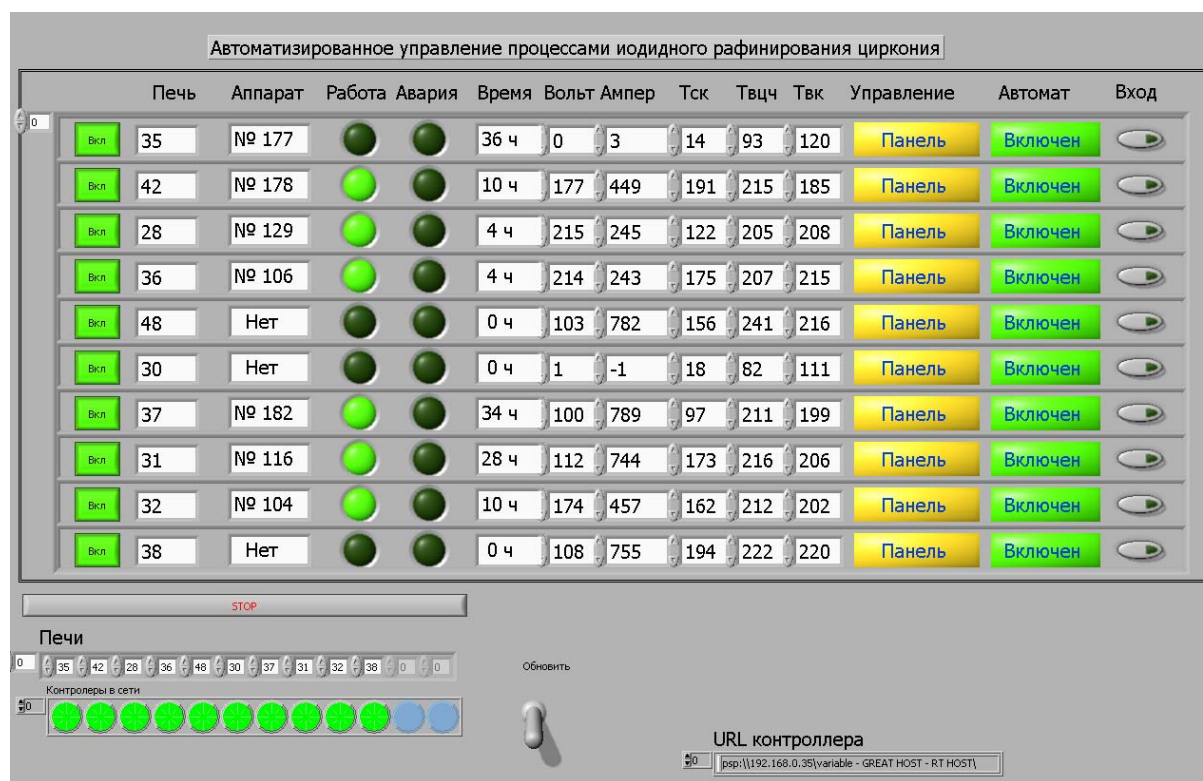 Автоматизированное управление процессами иодидного рафинирования циркония
Печь Аппарат Работа Авария Время Вольт Ампер Тск Твцч Твк Управление Автомат Вход
0
Вкл 35 № 177 36 ч 0 3 14 93 120 Панель Включен
Вкл 42 № 178 10 ч 177 449 191 215 185 Панель Включен
Вкл 28 № 129 4 ч 215 245 122 205 208 Панель Включен
Вкл 36 № 106 4 ч 214 243 175 207 215 Панель Включен
Вкл 48 Нет 0 ч 103 782 156 241 216 Панель Включен
Вкл 30 Нет 0 ч 1 -1 18 82 111 Панель Включен
Вкл 37 № 182 34 ч 100 789 97 211 199 Панель Включен
Вкл 31 № 116 28 ч 112 744 173 216 206 Панель Включен
Вкл 32 № 104 10 ч 174 457 162 212 202 Панель Включен
Вкл 38 Нет 0 ч 108 755 194 222 220 Панель Включен
STOP
Печи
0 35 42 28 36 48 30 37 31 32 38 0 0
Обновить
Контролеры в сети
0
URL контроллера
0 psp:\\192.168.0.35\variable - GREAT HOST - RT HOST\